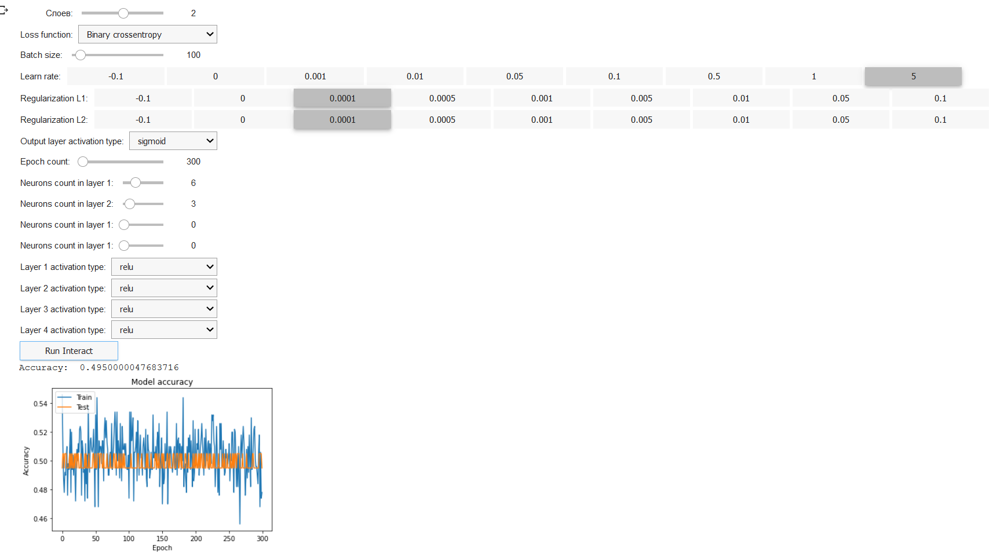 Слоев: 2
Loss function: Binary crossentropy
Batch size: 100
Learn rate: -0.1 0 0.001 0.01 0.05 0.1 0.5 1 5
Regularization L1: -0.1 0 0.0001 0.0005 0.001 0.005 0.01 0.05 0.1
Regularization L2: -0.1 0 0.0001 0.0005 0.001 0.005 0.01 0.05 0.1
Output layer activation type: sigmoid
Epoch count: 300
Neurons count in layer 1: 6
Neurons count in layer 2: 3
Neurons count in layer 1: 0
Neurons count in layer 1: 0
Layer 1 activation type: relu
Layer 2 activation type: relu
Layer 3 activation type: relu
Layer 4 activation type: relu
Run Interact
Accuracy: 0.4950000047683716
Model accuracy
Train
Test
0.54
0.52
0.50
0.48
0.46
Accuracy
0 50 100 150 200 250 300
Epoch